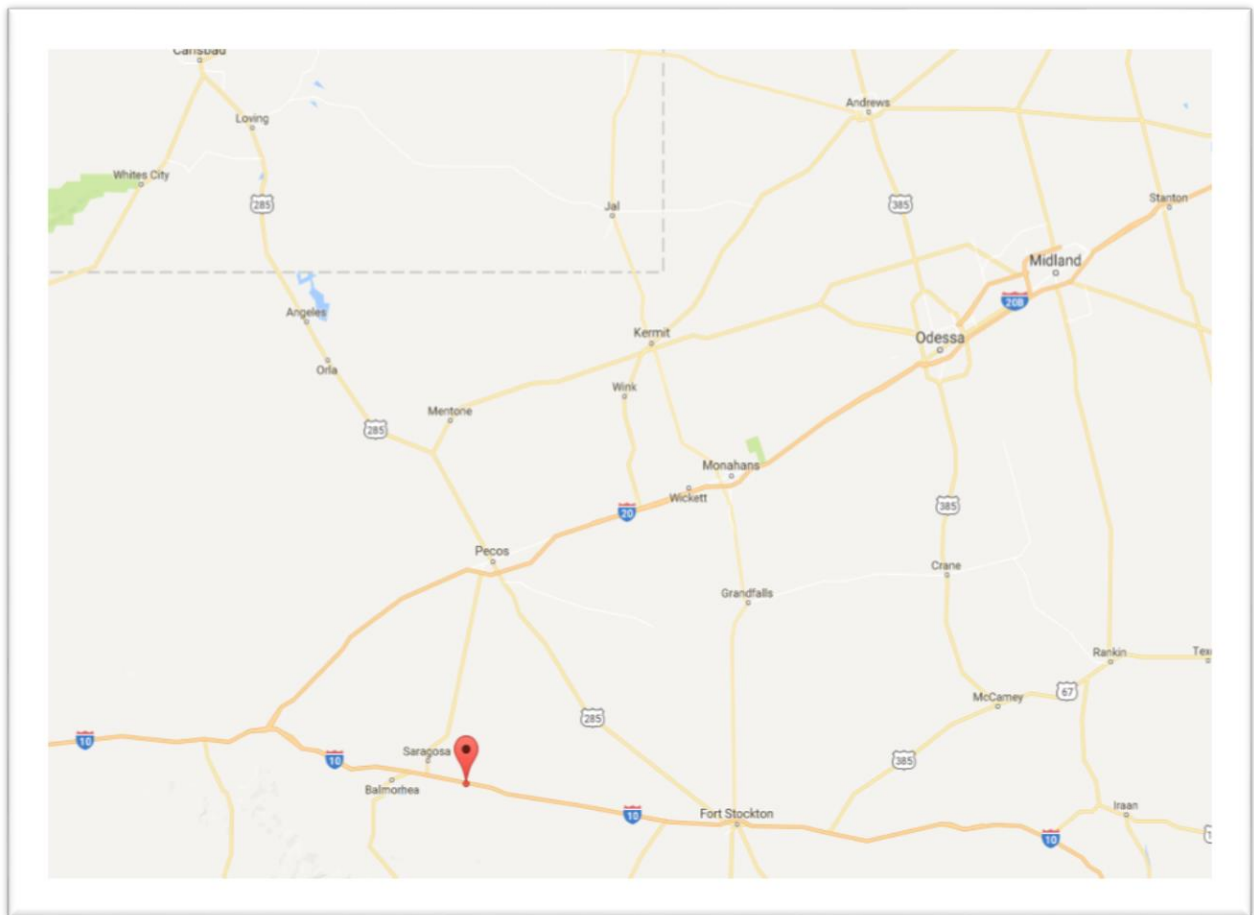 Carlsbad
Andrews
Loving
Whites City
285
Jal
385
Stanton
Midland
20B
Angeles
Kermit
Odessa
Orla
Wink
Mentone
285
Monahans
Wickett
385
20
Pecos
Crane
Grandfalls
Rankin
67
McCamey
285
10
Saragosa
10
385
Balmorhea
Iraan
Fort Stockton
10
10